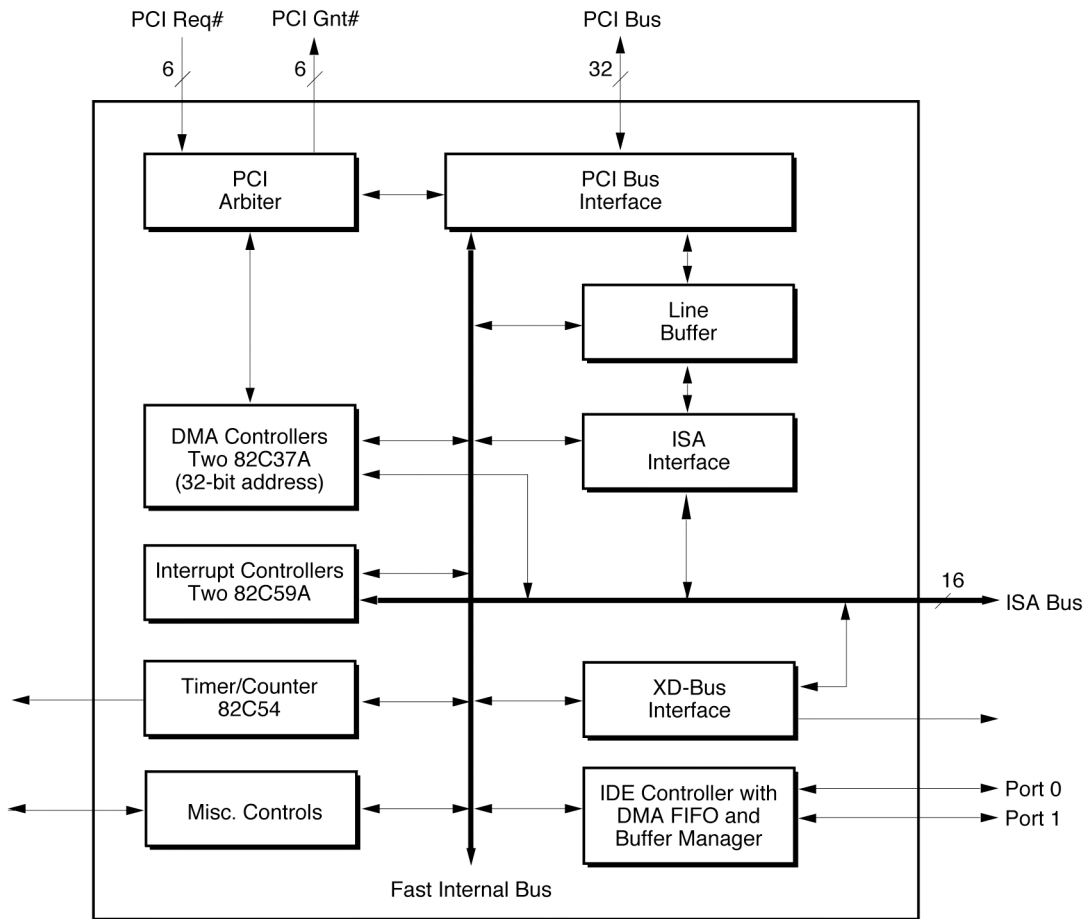 PCI Req#
PCI Gnt#
PCI Bus
6
6
32
PCI
Arbiter
PCI Bus
Interface
Line
Buffer
DMA Controllers
Two 82C37A
(32-bit address)
ISA
Interface
Interrupt Controllers
Two 82C59A
16
ISA Bus
Timer/Counter
82C54
XD-Bus
Interface
Misc. Controls
IDE Controller with
DMA FIFO and
Buffer Manager
Port 0
Port 1
Fast Internal Bus